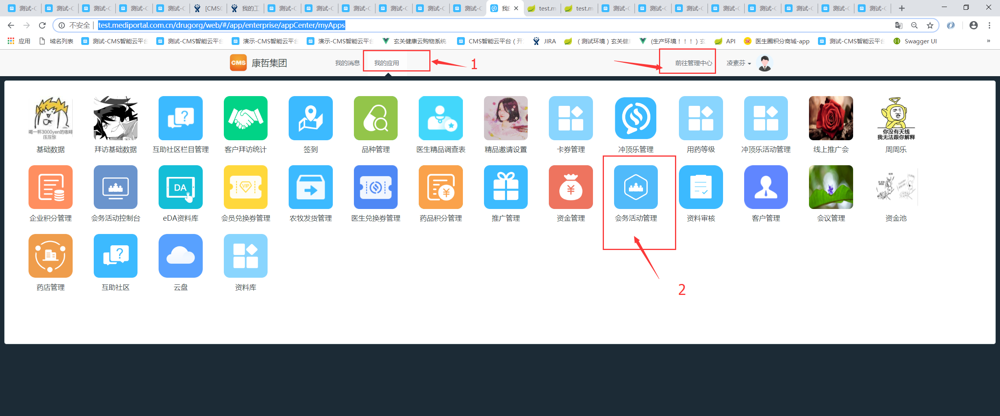 测试-C 测试-C 测试-C 测试-C 测试-C [CMS 我的工 测试-C 测试-C 测试-C 测试-C 测试-C 测试-C 我的 test.m test.m 测试-C 测试-C 测试-C 测试-C 测试-C 测试-C 测试-C 测试-C
不安全 test.mediportal.com.cn/drugorg/web/#/app/enterprise/appCenter/myApps
应用 域名列表 测试-CMS智能云平台 测试-CMS智能云平台 演示-CMS智能云平台 演示-CMS智能云平台 玄关健康云购物系统 CMS智能云平台(开 JIRA (测试环境)玄关健 (生产环境!!!)玄 API 医生圈积分商城-app 测试-CMS智能云平台 Swagger UI »
CMS 康哲集团 我的消息 我的应用 1 前往管理中心 凌素芬
喝一杯3000yen的咖啡
压压惊
你没有天线
我无法跟你解释
基础数据 拜访基础数据 互助社区栏目管理 客户拜访统计 签到 品种管理 医生精品调查表 精品邀请设置 卡券管理 冲顶乐管理 用药等级 冲顶乐活动管理 线上推广会 周周乐
DA VIP
企业积分管理 会务活动控制台 eDA资料库 会员兑换券管理 农牧发货管理 医生兑换券管理 药品积分管理 推广管理 资金管理 会务活动管理 资料审核 客户管理 会议管理 资金池
药店管理 互助社区 云盘 资料库
2